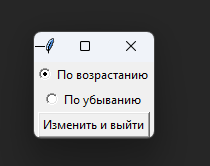 По возрастанию
По убыванию
Изменить и выйти